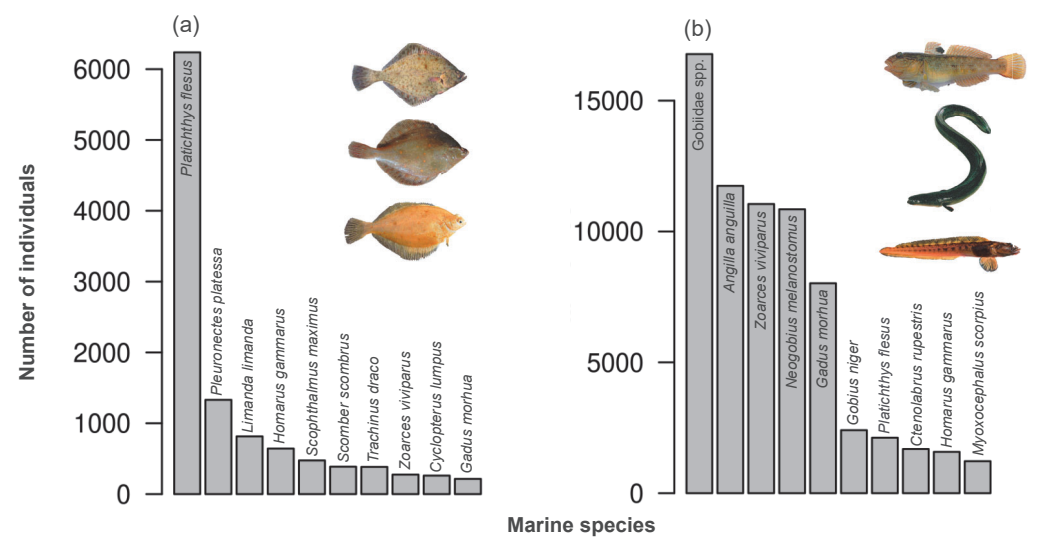 (a)
6000
5000
4000
3000
2000
1000
0
Number of individuals
Platichthys flesus
Pleuronectes platessa
Limanda limanda
Homarus gammarus
Scophthalmus maximus
Scomber scombrus
Trachinus draco
Zoarces viviparus
Cyclopterus lumpus
Gadus morhua
(b)
15000
10000
5000
0
Gobiidae spp.
Angilla anguilla
Zoarces viviparus
Neogobius melanostomus
Gadus morhua
Gobius niger
Platichthy flesus
Ctenolabrus rupestris
Homarus gammarus
Myoxocephalus scorpius
Marine species